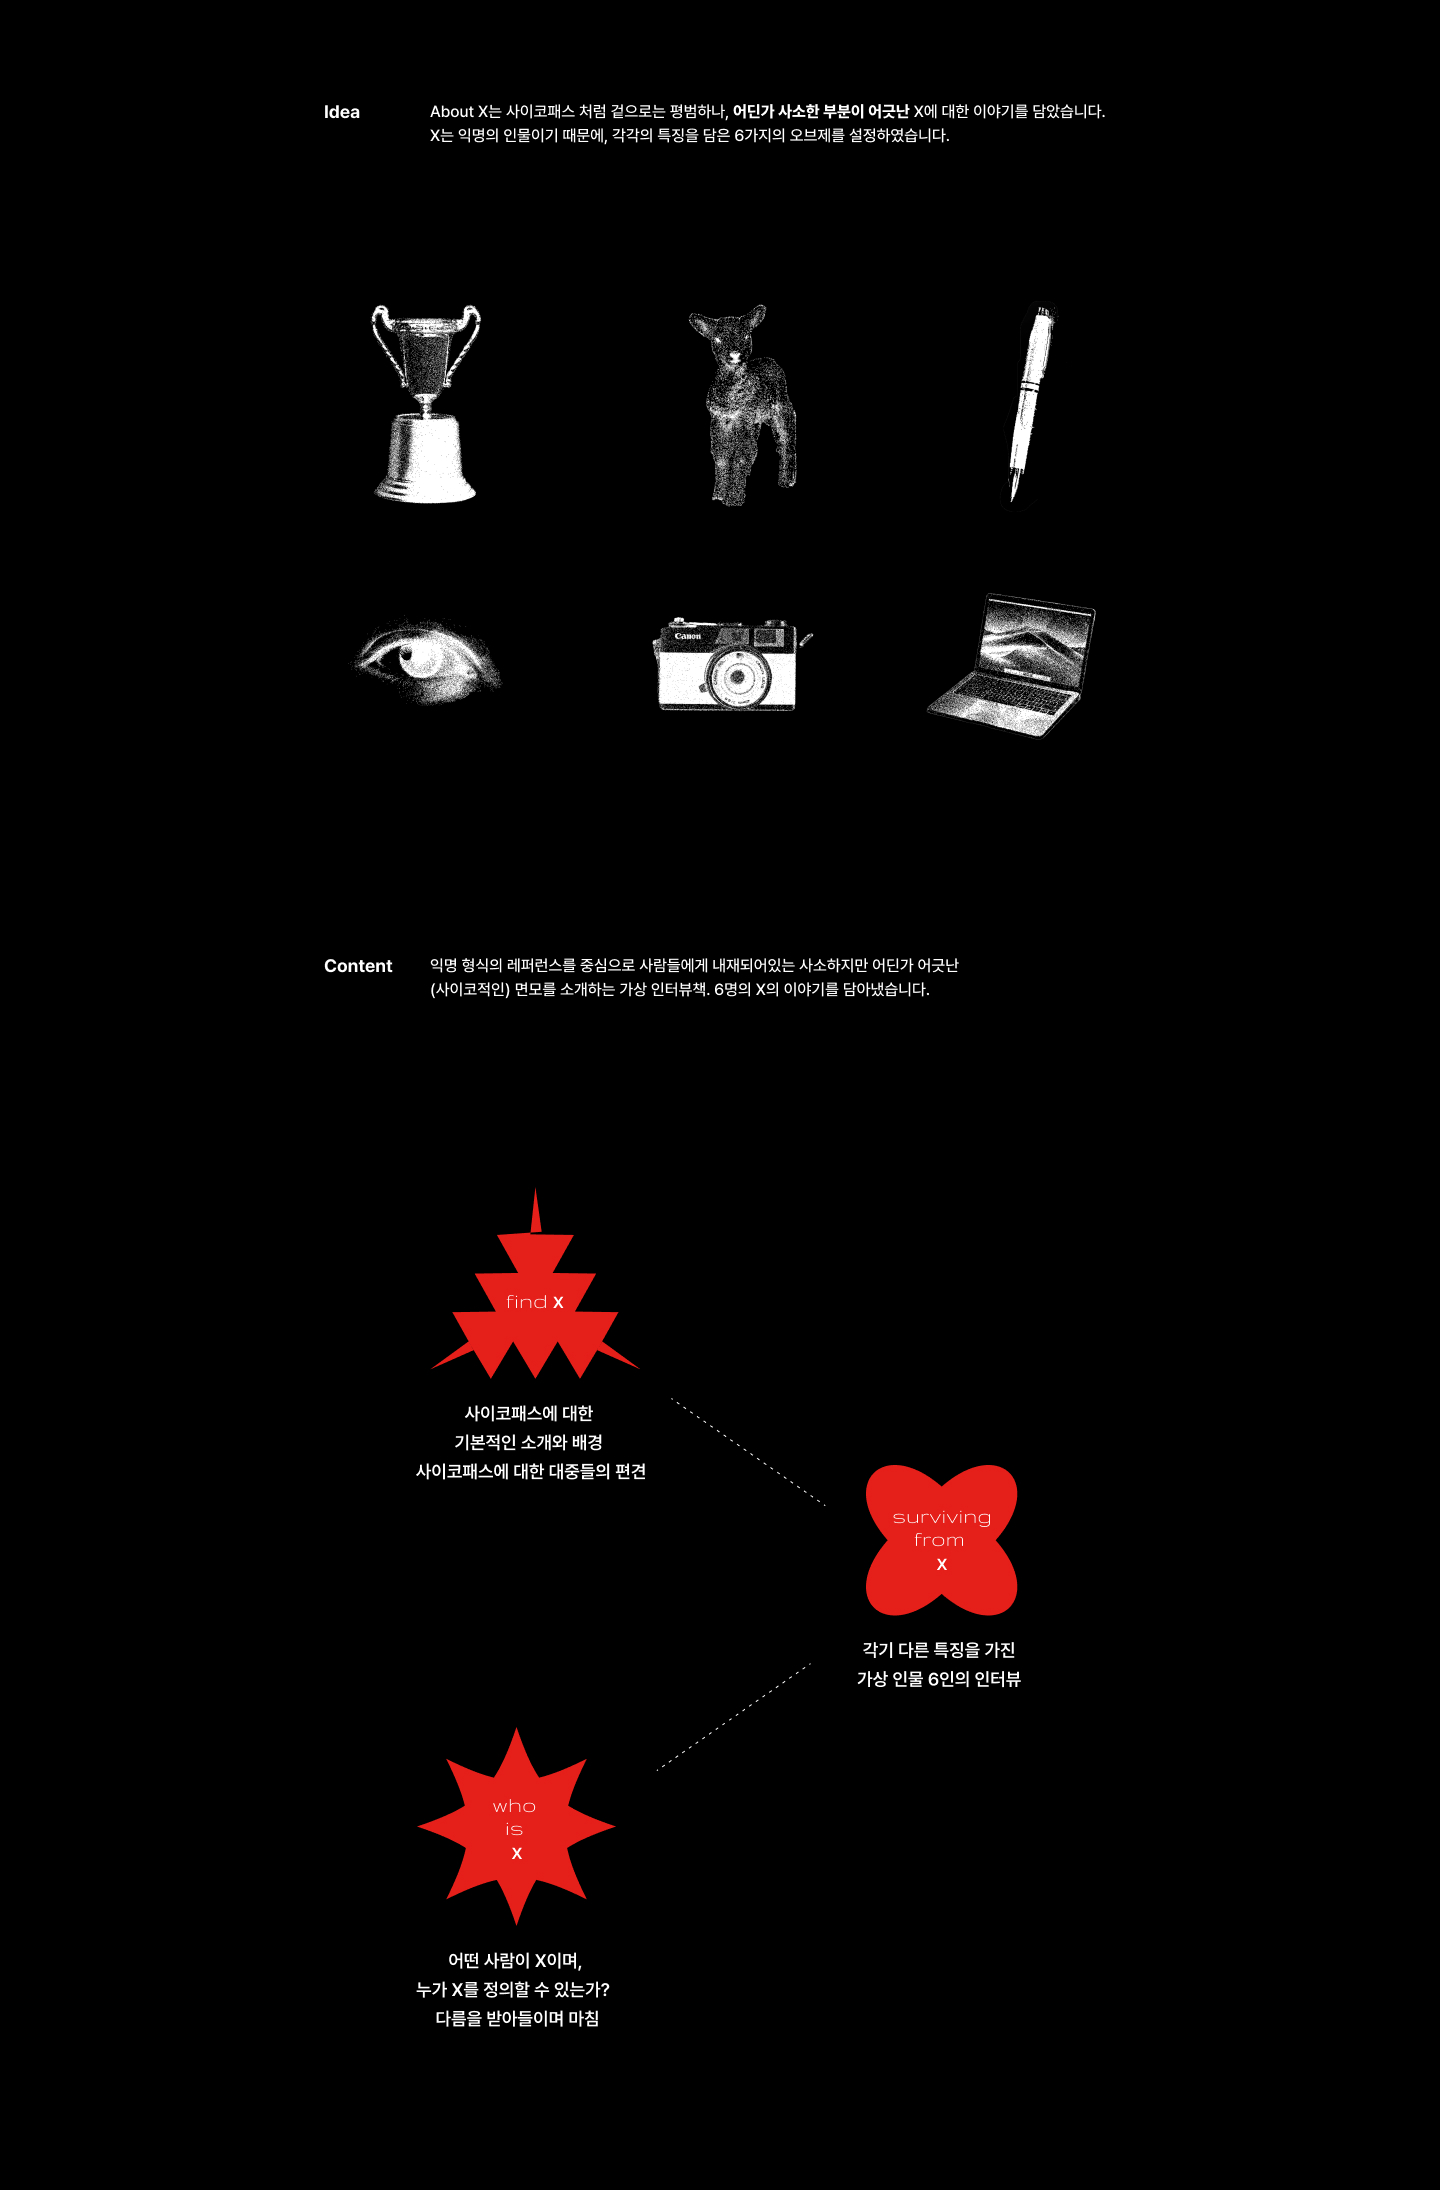 Idea
About X는 사이코패스 처럼 겉으로는 평범하나, 어딘가 사소한 부분이 어긋난 X에 대한 이야기를 담았습니다.
X는 익명의 인물이기 때문에, 각각의 특징을 담은 6가지의 오브제를 설정하였습니다.
Canon
Content
익명 형식의 레퍼런스를 중심으로 사람들에게 내재되어있는 사소하지만 어딘가 어긋난
(사이코적인) 면모를 소개하는 가상 인터뷰책. 6명의 X의 이야기를 담아냈습니다.
find X
사이코패스에 대한
기본적인 소개와 배경
사이코패스에 대한 대중들의 편견
surviving
from
X
각기 다른 특징을 가진
가상 인물 6인의 인터뷰
who
is
X
어떤 사람이 X이며,
누가 X를 정의할 수 있는가?
다름을 받아들이며 마침